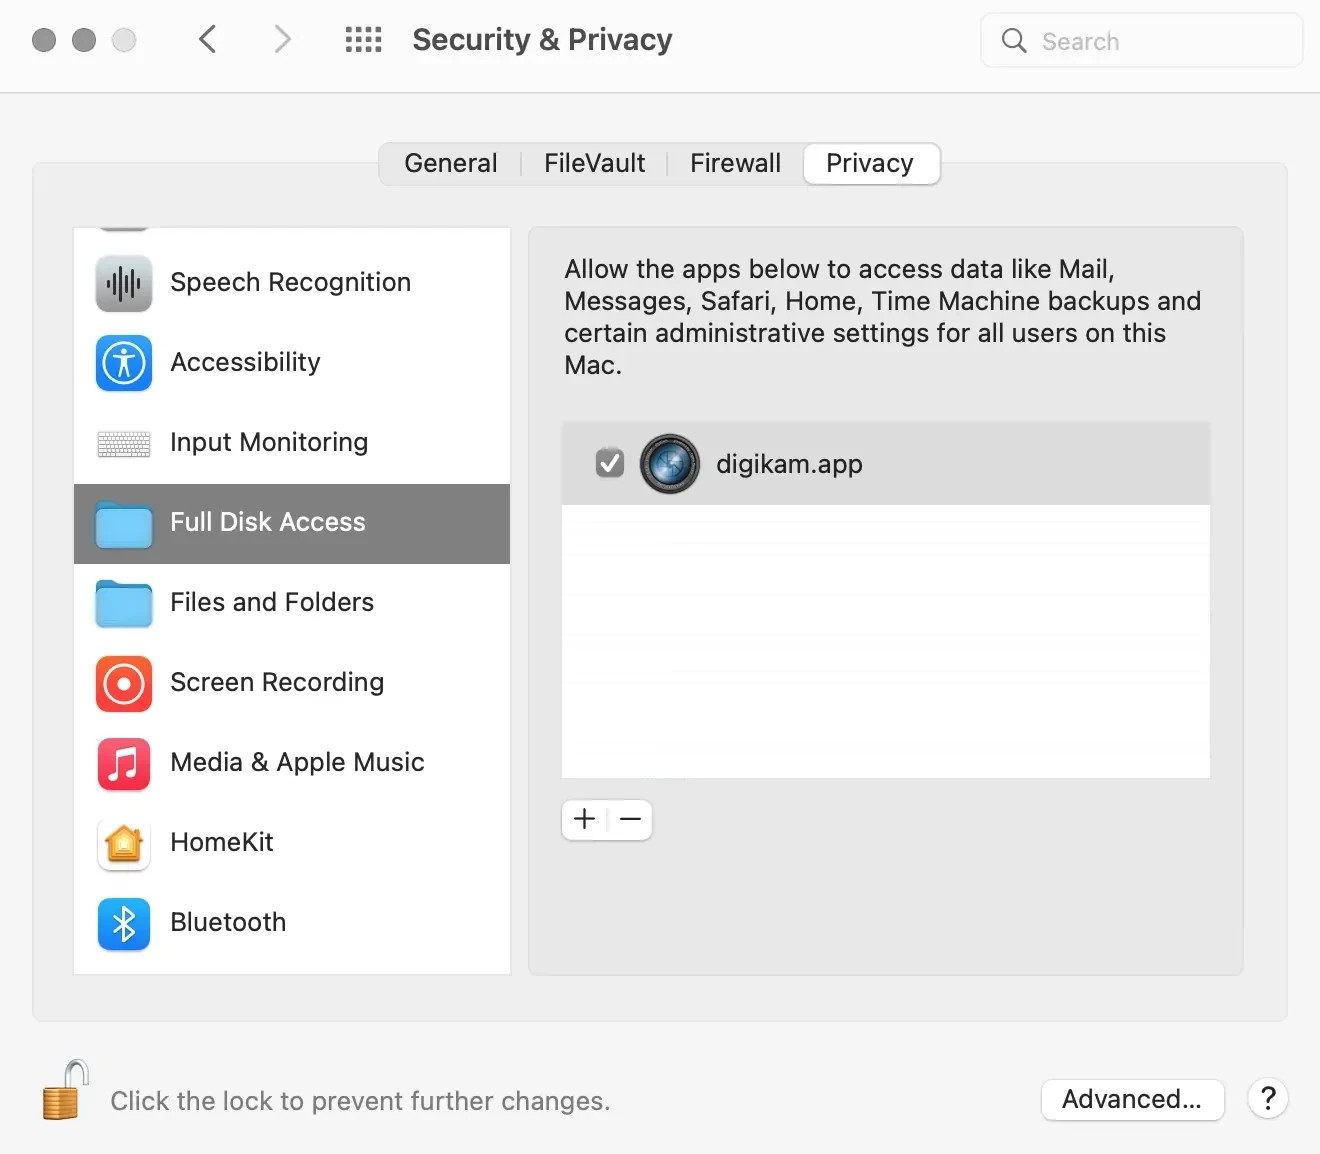 Security & Privacy
Search
General
FileVault
Firewall
Privacy
Speech Recognition
Accessibility
Input Monitoring
Full Disk Access
Files and Folders
Screen Recording
Media & Apple Music
HomeKit
Bluetooth
Allow the apps below to access data like Mail,
Messages, Safari, Home, Time Machine backups and
certain administrative settings for all users on this
Mac.
digikam.app
Click the lock to prevent further changes.
Advanced...
?